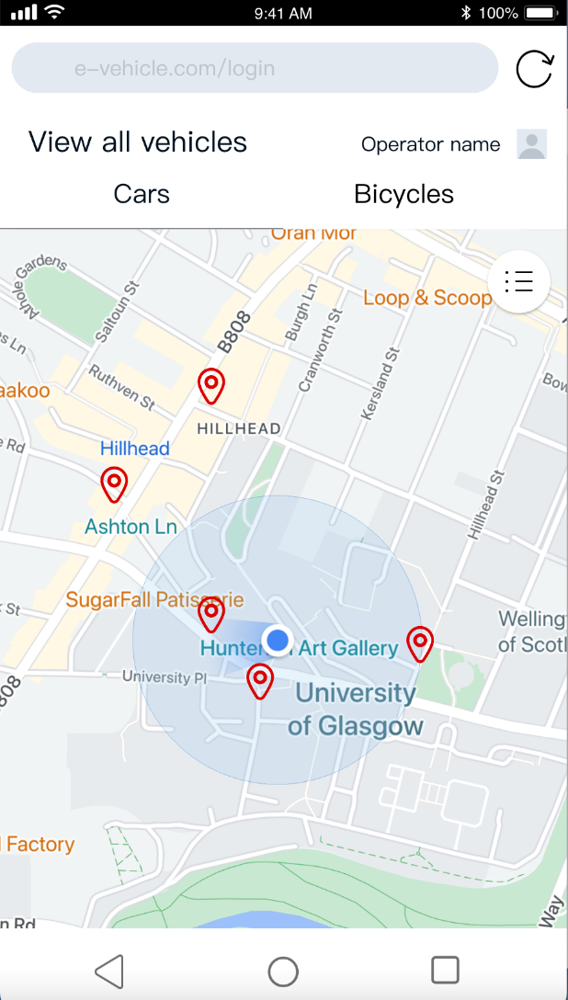 9:41 AM
100%
e-vehicle.com/login
View all vehicles
Operator name
Cars
Bicycles
Oran Mor
Athole Gardens
Saltoun St
B808
Burgh Ln
Cranworth St
Loop & Scoop
Kersland St
es Ln
Ruthven St
Bow
aakoo
HILLHEAD
e Rd
Hillhead
Hillhead St
Ashton Ln
SugarFall Patisserie
St
Welling
of Scotl
Hunter
Art Gallery
University Pl
808
University
of Glasgow
Factory
n Rd
Way